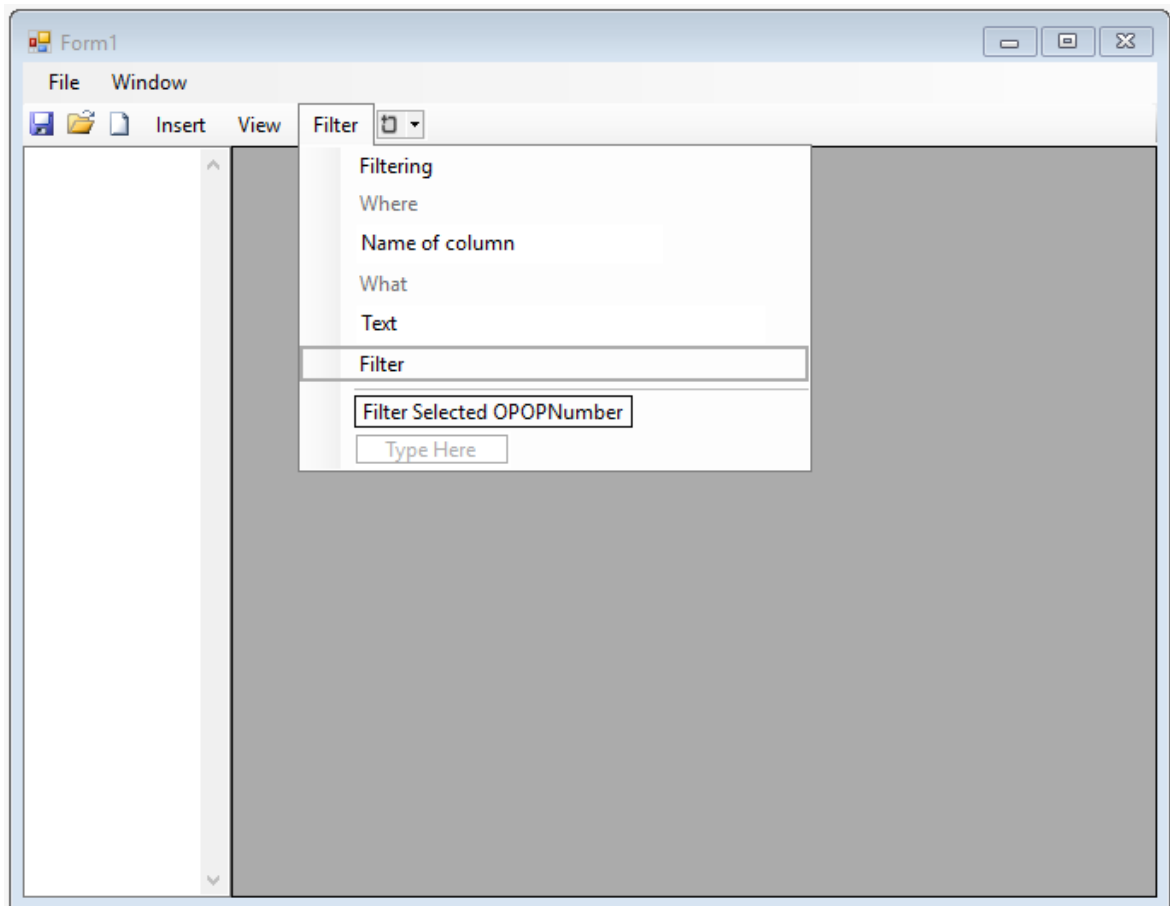 Form1
File Window
Insert View Filter
Filtering
Where
Name of column
What
Text
Filter
Filter Selected OPOPNumber
Type Here